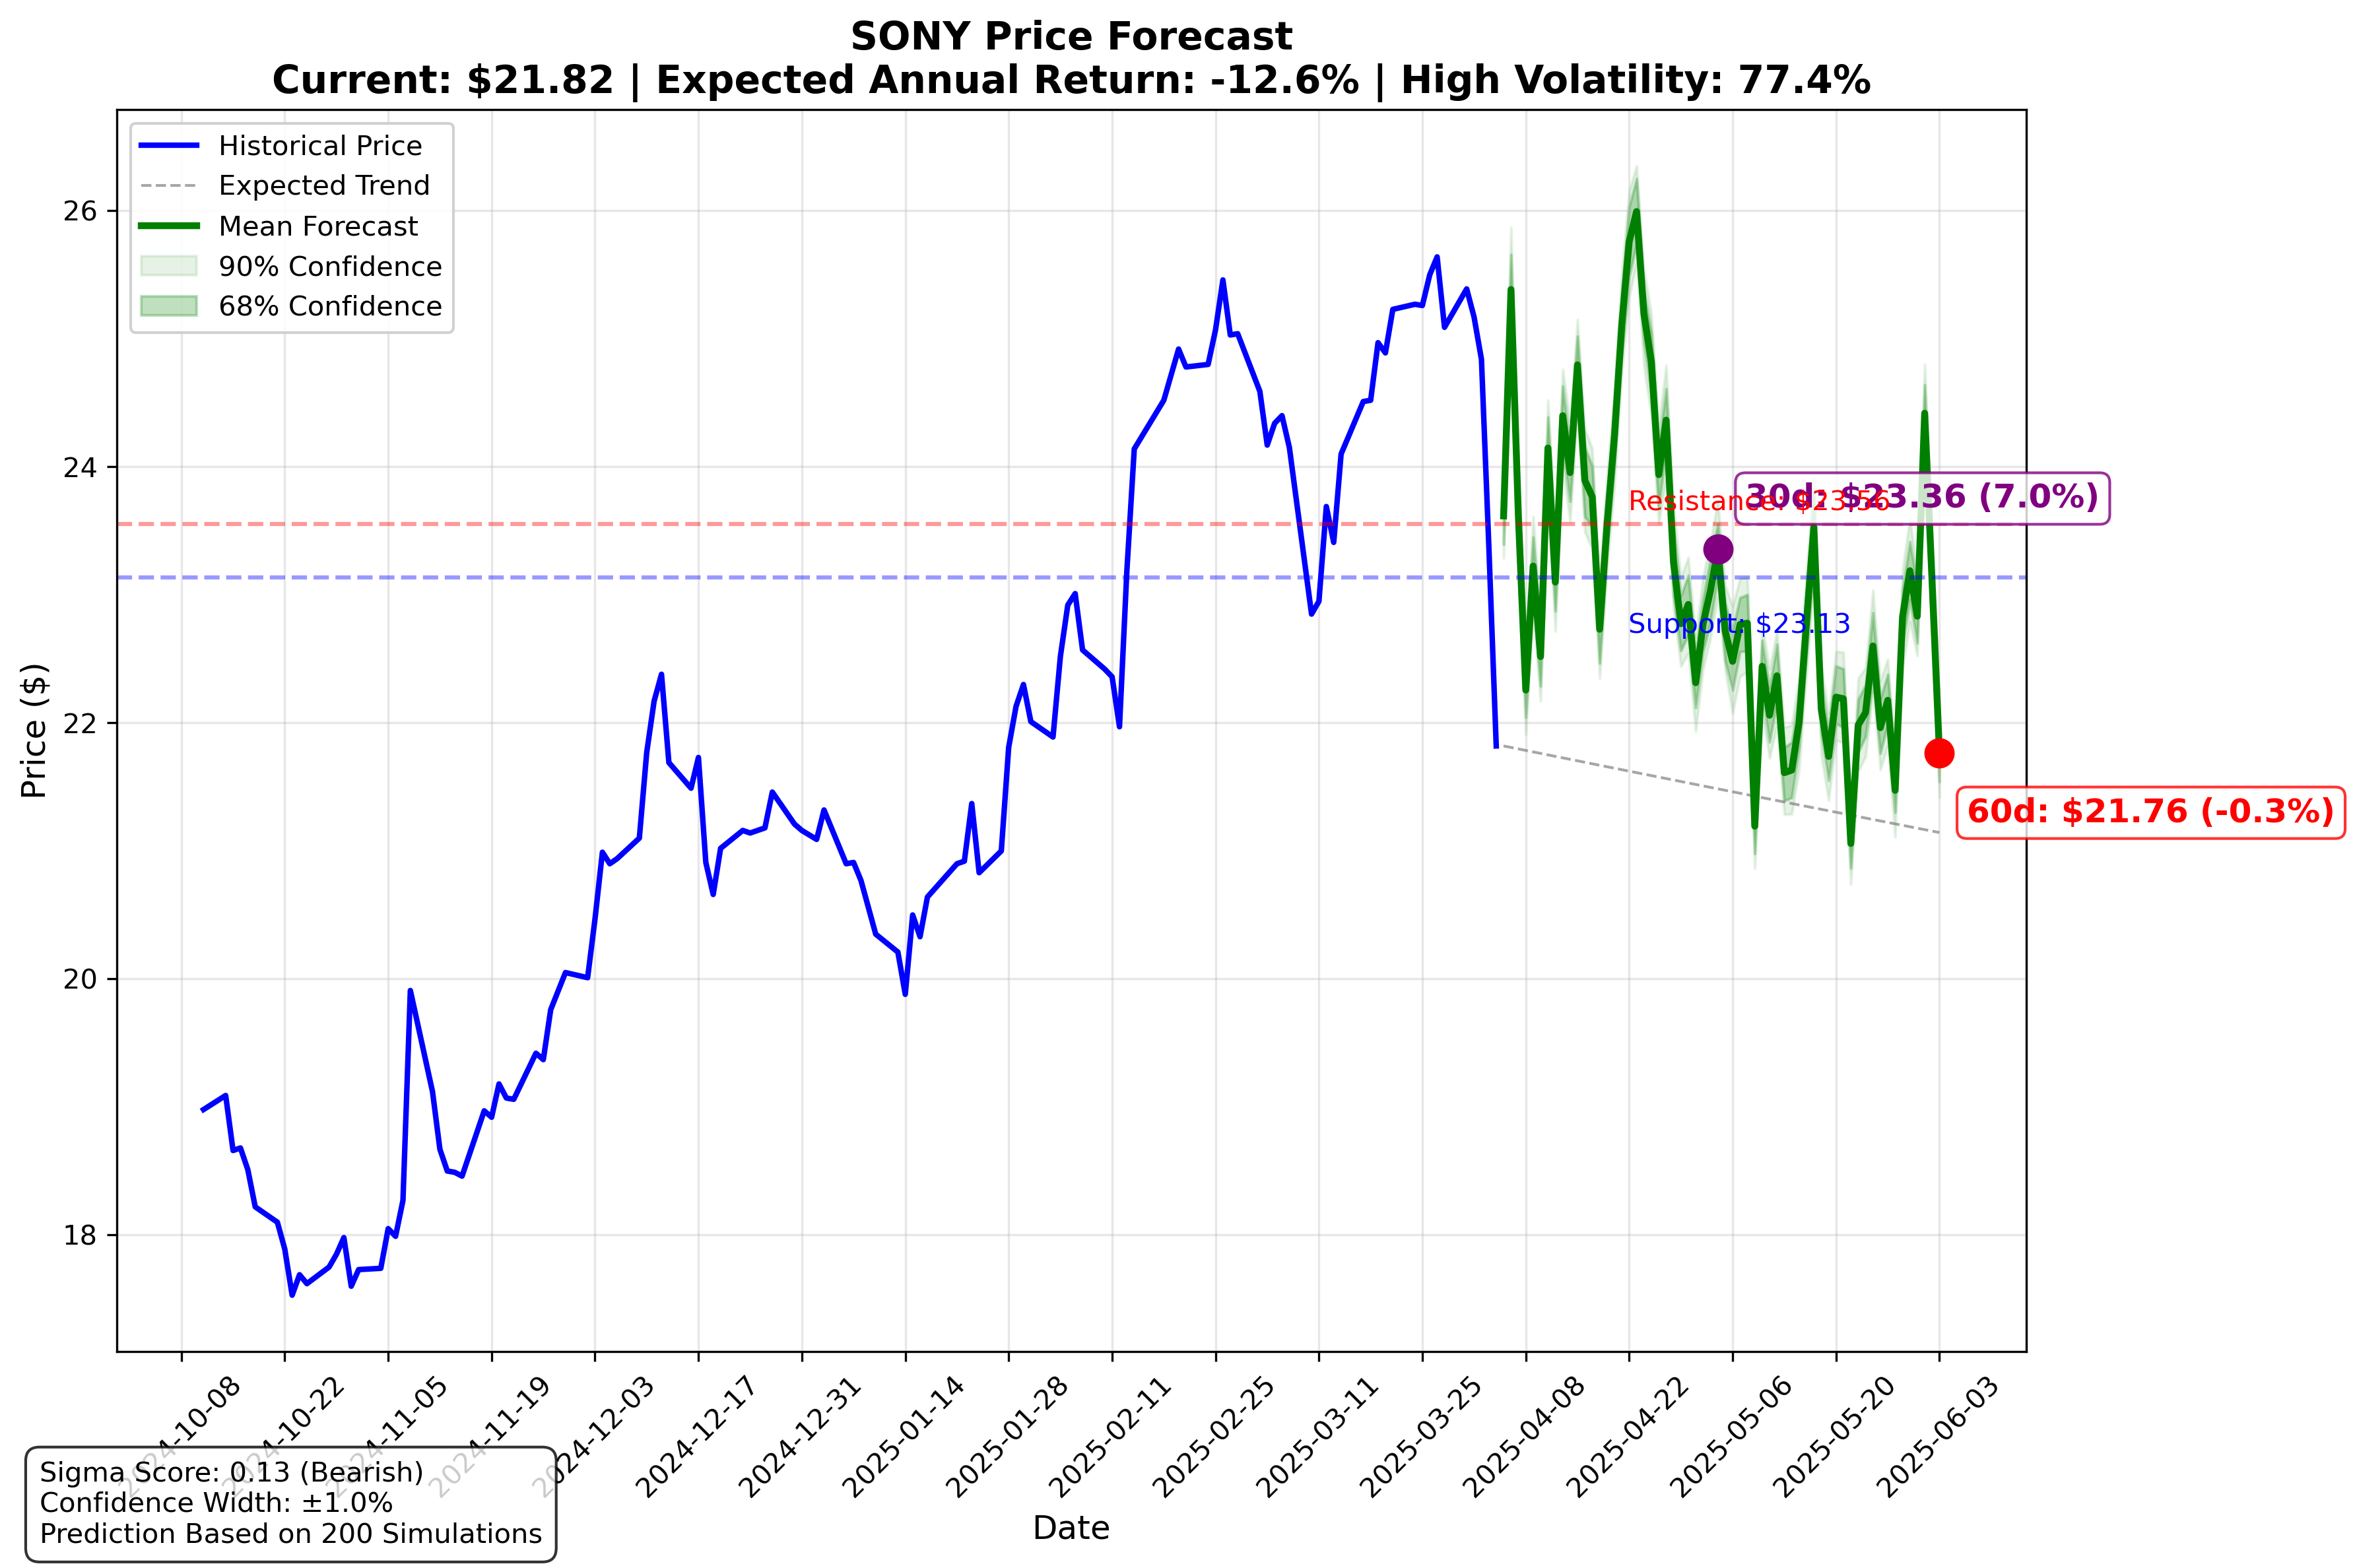 SONY Price Forecast
Current: $21.82 | Expected Annual Return: -12.6% | High Volatility: 77.4%
Historical Price
Expected Trend
Mean Forecast
90% Confidence
68% Confidence
Price ($)
26
24
22
20
18
Resistance: $23.56
30d: $23.36 (7.0%)
Support: $23.13
60d: $21.76 (-0.3%)
2024-10-08
2024-10-22
2024-11-05
2024-11-19
2024-12-03
2024-12-17
2024-12-31
2025-01-14
2025-01-28
2025-02-11
2025-02-25
2025-03-11
2025-03-25
2025-04-08
2025-04-22
2025-05-06
2025-05-20
2025-06-03
Date
Sigma Score: 0.13 (Bearish)
Confidence Width: ±1.0%
Prediction Based on 200 Simulations